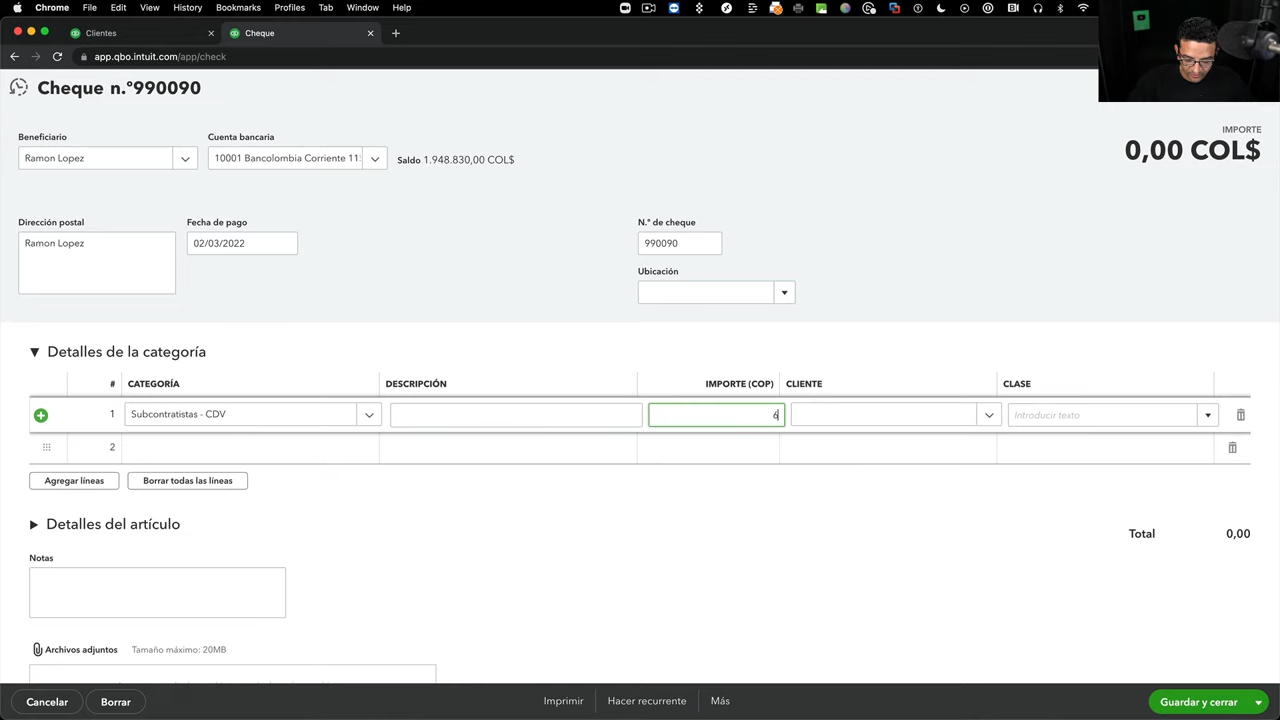 Chrome File Edit View History Bookmarks Profiles Tab Window Help
Clientes
Cheque
app.qbo.intuit.com/app/check
Cheque n.º990090
Beneficiario
Cuenta bancaria
IMPORTE
Ramon Lopez
10001 Bancolombia Corriente 11
Saldo 1.948.830,00 COL$
0,00 COL$
Dirección postal
Fecha de pago
N.° de cheque
Ramon Lopez
02/03/2022
990090
Ubicación
Detalles de la categoría
# CATEGORÍA DESCRIPCIÓN IMPORTE (COP) CLIENTE CLASE
1 Subcontratistas - CDV 6 Introducir texto
2
Agregar líneas
Borrar todas las líneas
Detalles del artículo
Total 0,00
Notas
Archivos adjuntos Tamaño máximo: 20MB
Cancelar
Borrar
Imprimir
Hacer recurrente
Más
Guardar y cerrar